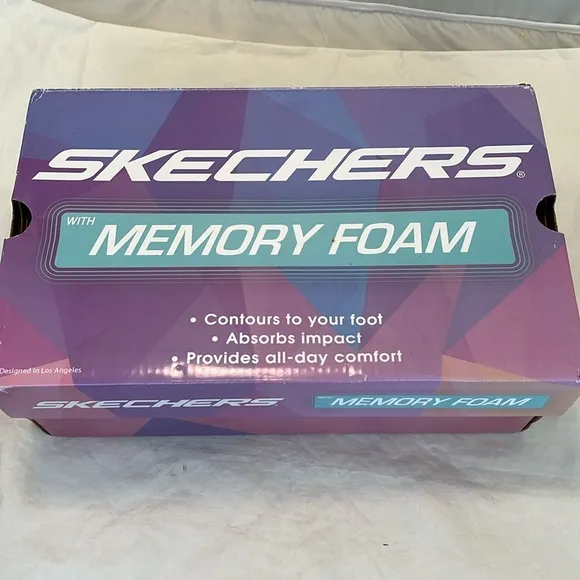 SKECHERS®
WITH MEMORY FOAM
• Contours to your foot
• Absorbs impact
• Provides all-day comfort
Designed in Los Angeles
SKECHERS
WITH MEMORY FOAM